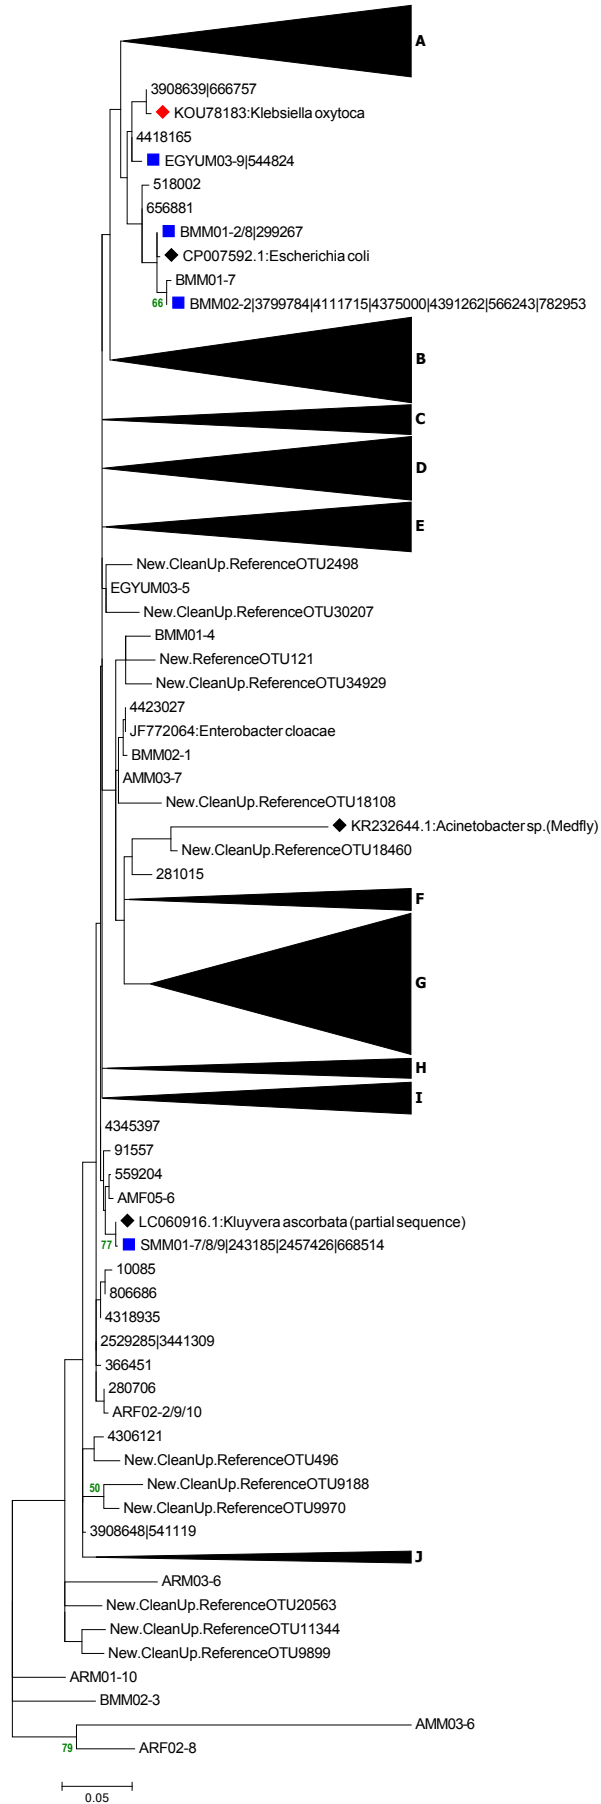 A
3908639|666757
KOU78183:Klebsiella oxytoca
4418165
EGYUM03-9|544824
518002
656881
BMM01-2/8|299267
CP007592.1:Escherichia coli
BMM01-7
66
BMM02-2|3799784|4111715|4375000|4391262|566243|782953
B
C
D
E
New.CleanUp.ReferenceOTU2498
EGYUM03-5
New.CleanUp.ReferenceOTU30207
BMM01-4
New.ReferenceOTU121
New.CleanUp.ReferenceOTU34929
4423027
JF772064:Enterobacter cloacae
BMM02-1
AMM03-7
New.CleanUp.ReferenceOTU18108
KR232644.1:Acinetobacter sp.(Medfly)
New.CleanUp.ReferenceOTU18460
281015
F
G
H
I
4345397
91557
559204
AMF05-6
LC060916.1:Kluyvera ascorbata (partial sequence)
77
SMM01-7/8/9|243185|2457426|668514
10085
806686
4318935
2529285|3441309
366451
280706
ARF02-2/9/10
4306121
New.CleanUp.ReferenceOTU496
50
New.CleanUp.ReferenceOTU9188
New.CleanUp.ReferenceOTU9970
3908648|541119
J
ARM03-6
New.CleanUp.ReferenceOTU20563
New.CleanUp.ReferenceOTU11344
New.CleanUp.ReferenceOTU9899
ARM01-10
BMM02-3
AMM03-6
79
ARF02-8
0.05